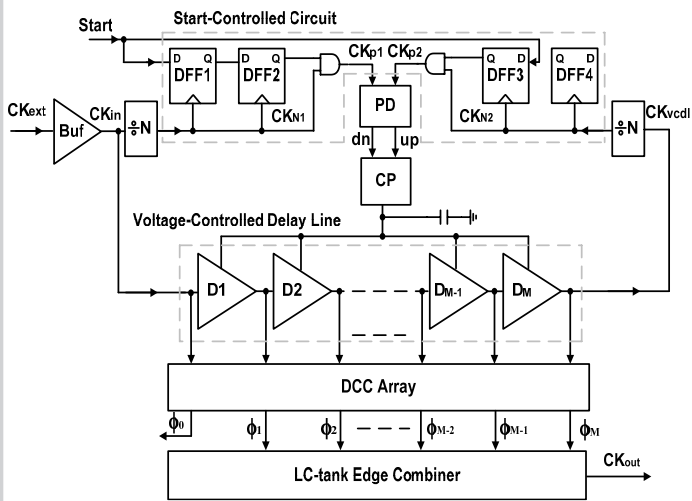 Start-Controlled Circuit
Start
D Q
DFF1
D Q
DFF2
CKp1
CKp2
Q D
DFF3
Q D
DFF4
CKext
Buf
CKin
÷N
CKN1
PD
CKN2
÷N
CKvcdl
dn
up
CP
Voltage-Controlled Delay Line
D1
D2
DM-1
DM
DCC Array
ϕ0
ϕ1
ϕ2
ϕM-2
ϕM-1
ϕM
LC-tank Edge Combiner
CKout